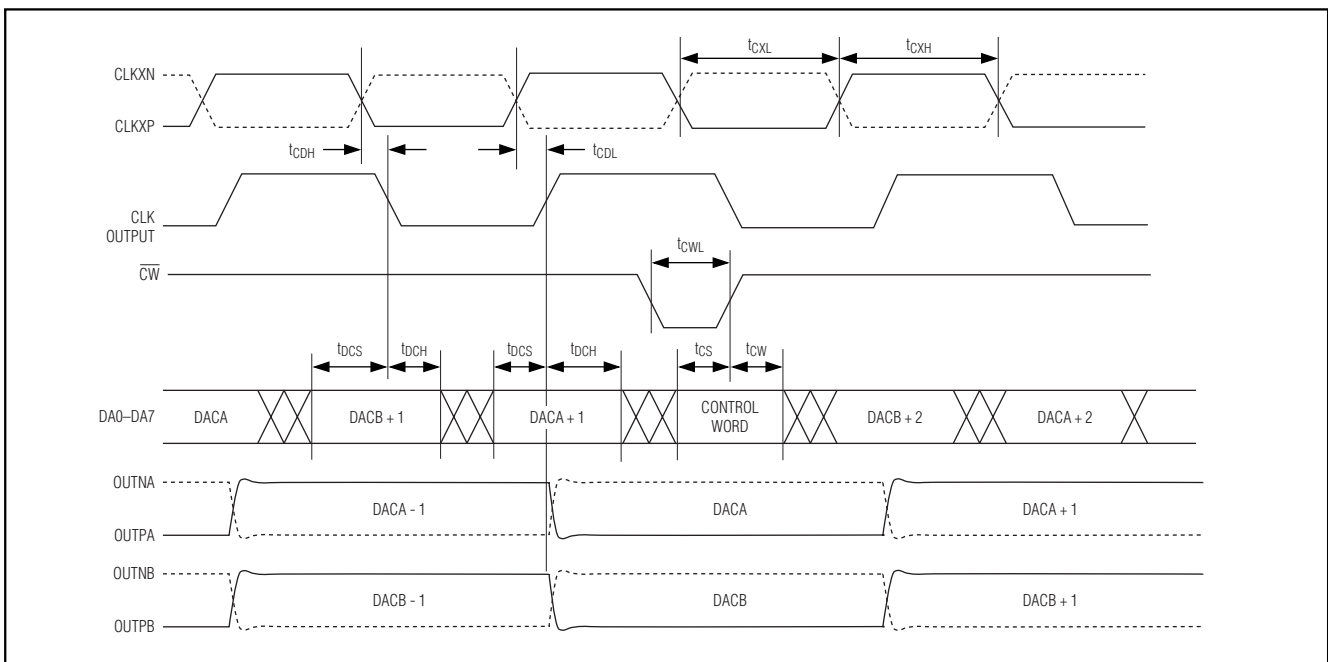 tCXL tCXH
CLKXN
CLKXP
tCDH tCDL
CLK
OUTPUT
tCWL
CW
tDCS tDCH tDCS tDCH tCS tCW
DA0–DA7 DACA DACB + 1 DACA + 1 CONTROL WORD DACB + 2 DACA + 2
OUTNA
DACA - 1 DACA DACA + 1
OUTPA
OUTNB
DACB - 1 DACB DACB + 1
OUTPB